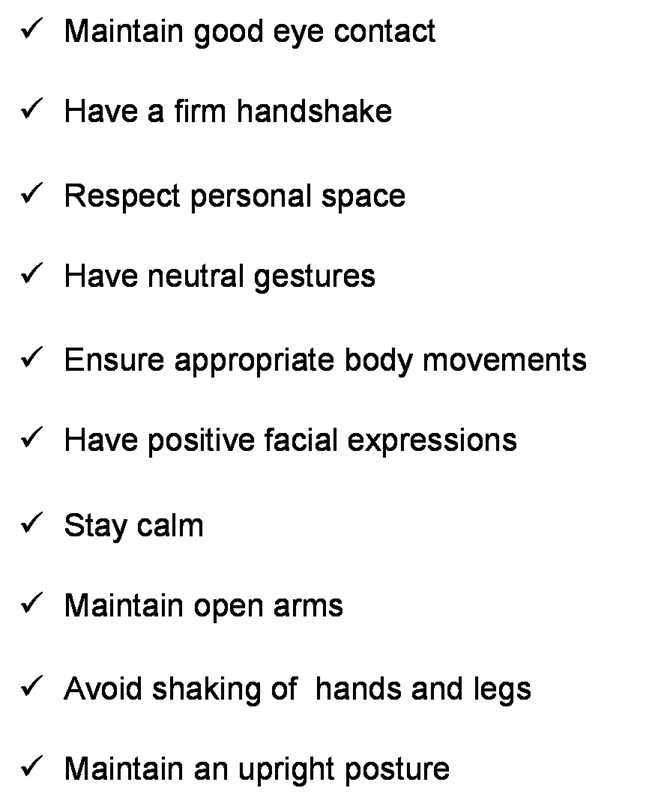 ✓ Maintain good eye contact
✓ Have a firm handshake
✓ Respect personal space
✓ Have neutral gestures
✓ Ensure appropriate body movements
✓ Have positive facial expressions
✓ Stay calm
✓ Maintain open arms
✓ Avoid shaking of  hands and legs
✓ Maintain an upright posture